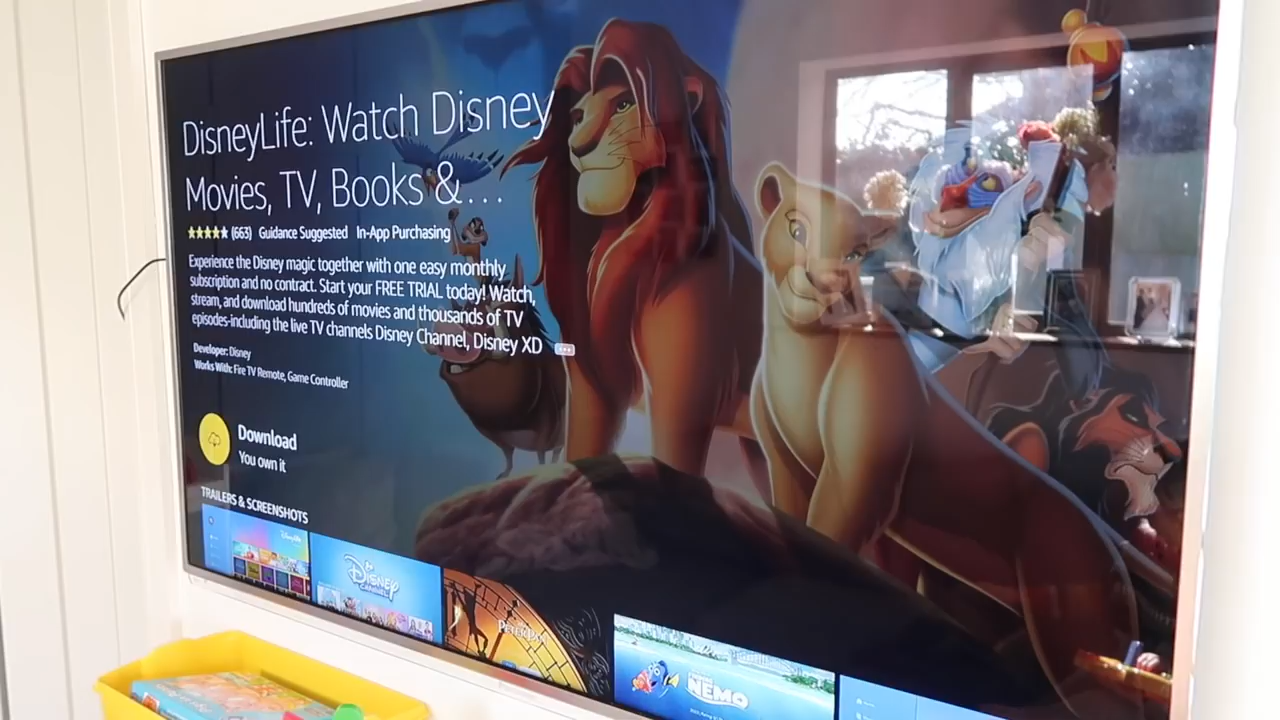 DisneyLife: Watch Disney
Movies, TV, Books &...
(663) Guidance Suggested In-App Purchasing
Experience the Disney magic together with one easy monthly
subscription and no contract. Start your FREE TRIAL today! Watch,
stream, and download hundreds of movies and thousands of TV
episodes-including the live TV channels Disney Channel, Disney XD
Developer: Disney
Works With: Fire TV Remote, Game Controller
Download
You own it
TRAILERS & SCREENSHOTS
DisneyLife
DISNEY
CHANNEL
PETER PAN
NEMO